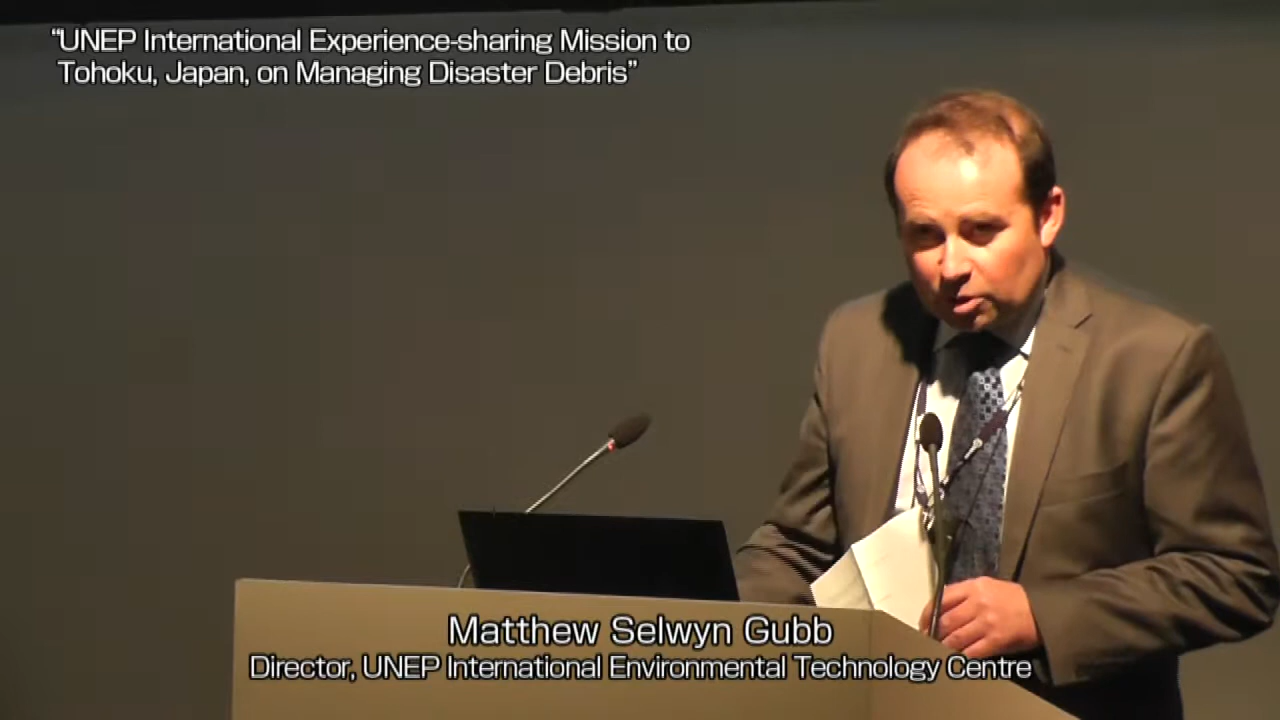 “UNEP International Experience-sharing Mission to
Tohoku, Japan, on Managing Disaster Debris”
Matthew Selwyn Gubb
Director, UNEP International Environmental Technology Centre